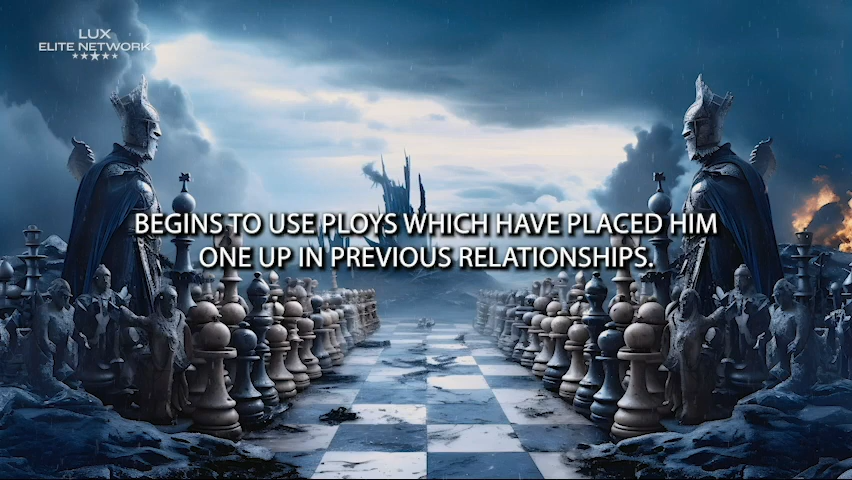 LUX
ELITE NETWORK
BEGINS TO USE PLOYS WHICH HAVE PLACED HIM
ONE UP IN PREVIOUS RELATIONSHIPS.